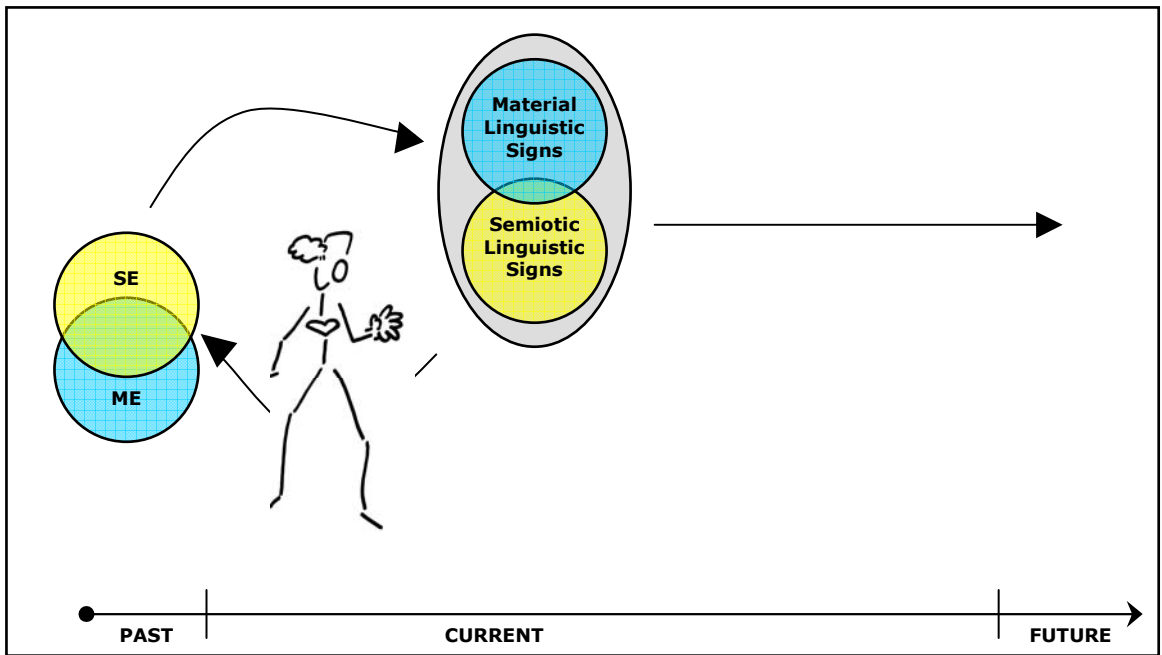 Material
Linguistic
Signs
Semiotic
Linguistic
Signs
SE
ME
PAST
CURRENT
FUTURE